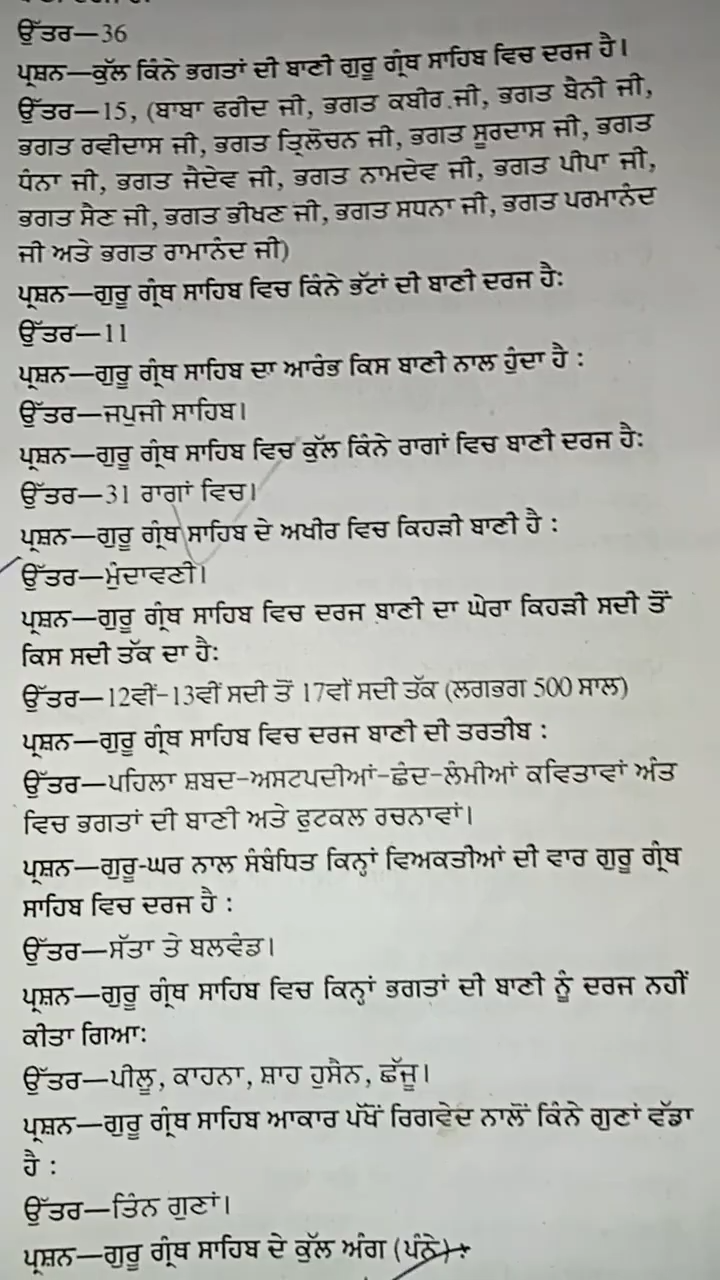 ਉੱਤਰ—36
ਪ੍ਰਸ਼ਨ—ਕੁੱਲ ਕਿੰਨੇ ਭਗਤਾਂ ਦੀ ਬਾਣੀ ਗੁਰੂ ਗ੍ਰੰਥ ਸਾਹਿਬ ਵਿਚ ਦਰਜ ਹੈ।
ਉੱਤਰ—15, (ਬਾਬਾ ਫਰੀਦ ਜੀ, ਭਗਤ ਕਬੀਰ ਜੀ, ਭਗਤ ਬੈਨੀ ਜੀ,
ਭਗਤ ਰਵੀਦਾਸ ਜੀ, ਭਗਤ ਤ੍ਰਿਲੋਚਨ ਜੀ, ਭਗਤ ਸੂਰਦਾਸ ਜੀ, ਭਗਤ
ਧੰਨਾ ਜੀ, ਭਗਤ ਜੈਦੇਵ ਜੀ, ਭਗਤ ਨਾਮਦੇਵ ਜੀ, ਭਗਤ ਪੀਪਾ ਜੀ,
ਭਗਤ ਸੈਣ ਜੀ, ਭਗਤ ਭੀਖਣ ਜੀ, ਭਗਤ ਸਧਨਾ ਜੀ, ਭਗਤ ਪਰਮਾਨੰਦ
ਜੀ ਅਤੇ ਭਗਤ ਰਾਮਾਨੰਦ ਜੀ)
ਪ੍ਰਸ਼ਨ—ਗੁਰੂ ਗ੍ਰੰਥ ਸਾਹਿਬ ਵਿਚ ਕਿੰਨੇ ਭੱਟਾਂ ਦੀ ਬਾਣੀ ਦਰਜ ਹੈ:
ਉੱਤਰ—11
ਪ੍ਰਸ਼ਨ—ਗੁਰੂ ਗ੍ਰੰਥ ਸਾਹਿਬ ਦਾ ਆਰੰਭ ਕਿਸ ਬਾਣੀ ਨਾਲ ਹੁੰਦਾ ਹੈ :
ਉੱਤਰ—ਜਪੁਜੀ ਸਾਹਿਬ।
ਪ੍ਰਸ਼ਨ—ਗੁਰੂ ਗ੍ਰੰਥ ਸਾਹਿਬ ਵਿਚ ਕੁੱਲ ਕਿੰਨੇ ਰਾਗਾਂ ਵਿਚ ਬਾਣੀ ਦਰਜ ਹੈ:
ਉੱਤਰ—31 ਰਾਗਾਂ ਵਿਚ।
ਪ੍ਰਸ਼ਨ—ਗੁਰੂ ਗ੍ਰੰਥ ਸਾਹਿਬ ਦੇ ਅਖੀਰ ਵਿਚ ਕਿਹੜੀ ਬਾਣੀ ਹੈ :
ਉੱਤਰ—ਮੁੰਦਾਵਣੀ।
ਪ੍ਰਸ਼ਨ—ਗੁਰੂ ਗ੍ਰੰਥ ਸਾਹਿਬ ਵਿਚ ਦਰਜ ਬਾਣੀ ਦਾ ਘੇਰਾ ਕਿਹੜੀ ਸਦੀ ਤੋਂ
ਕਿਸ ਸਦੀ ਤੱਕ ਦਾ ਹੈ:
ਉੱਤਰ—12ਵੀਂ-13ਵੀਂ ਸਦੀ ਤੋਂ 17ਵੀਂ ਸਦੀ ਤੱਕ (ਲਗਭਗ 500 ਸਾਲ)
ਪ੍ਰਸ਼ਨ—ਗੁਰੂ ਗ੍ਰੰਥ ਸਾਹਿਬ ਵਿਚ ਦਰਜ ਬਾਣੀ ਦੀ ਤਰਤੀਬ :
ਉੱਤਰ—ਪਹਿਲਾ ਸ਼ਬਦ-ਅਸਟਪਦੀਆਂ-ਛੰਦ-ਲੰਮੀਆਂ ਕਵਿਤਾਵਾਂ ਅੰਤ
ਵਿਚ ਭਗਤਾਂ ਦੀ ਬਾਣੀ ਅਤੇ ਫੁਟਕਲ ਰਚਨਾਵਾਂ।
ਪ੍ਰਸ਼ਨ—ਗੁਰੂ-ਘਰ ਨਾਲ ਸੰਬੰਧਿਤ ਕਿਨ੍ਹਾਂ ਵਿਅਕਤੀਆਂ ਦੀ ਵਾਰ ਗੁਰੂ ਗ੍ਰੰਥ
ਸਾਹਿਬ ਵਿਚ ਦਰਜ ਹੈ :
ਉੱਤਰ—ਸੱਤਾ ਤੇ ਬਲਵੰਡ।
ਪ੍ਰਸ਼ਨ—ਗੁਰੂ ਗ੍ਰੰਥ ਸਾਹਿਬ ਵਿਚ ਕਿਨ੍ਹਾਂ ਭਗਤਾਂ ਦੀ ਬਾਣੀ ਨੂੰ ਦਰਜ ਨਹੀਂ
ਕੀਤਾ ਗਿਆ:
ਉੱਤਰ—ਪੀਲੂ, ਕਾਹਨਾ, ਸ਼ਾਹ ਹੁਸੈਨ, ਛੱਜੂ।
ਪ੍ਰਸ਼ਨ—ਗੁਰੂ ਗ੍ਰੰਥ ਸਾਹਿਬ ਆਕਾਰ ਪੱਖੋਂ ਰਿਗਵੇਦ ਨਾਲੋਂ ਕਿੰਨੇ ਗੁਣਾਂ ਵੱਡਾ
ਹੈ :
ਉੱਤਰ—ਤਿੰਨ ਗੁਣਾਂ।
ਪ੍ਰਸ਼ਨ—ਗੁਰੂ ਗ੍ਰੰਥ ਸਾਹਿਬ ਦੇ ਕੁੱਲ ਅੰਗ (ਪੰਨੇ) :